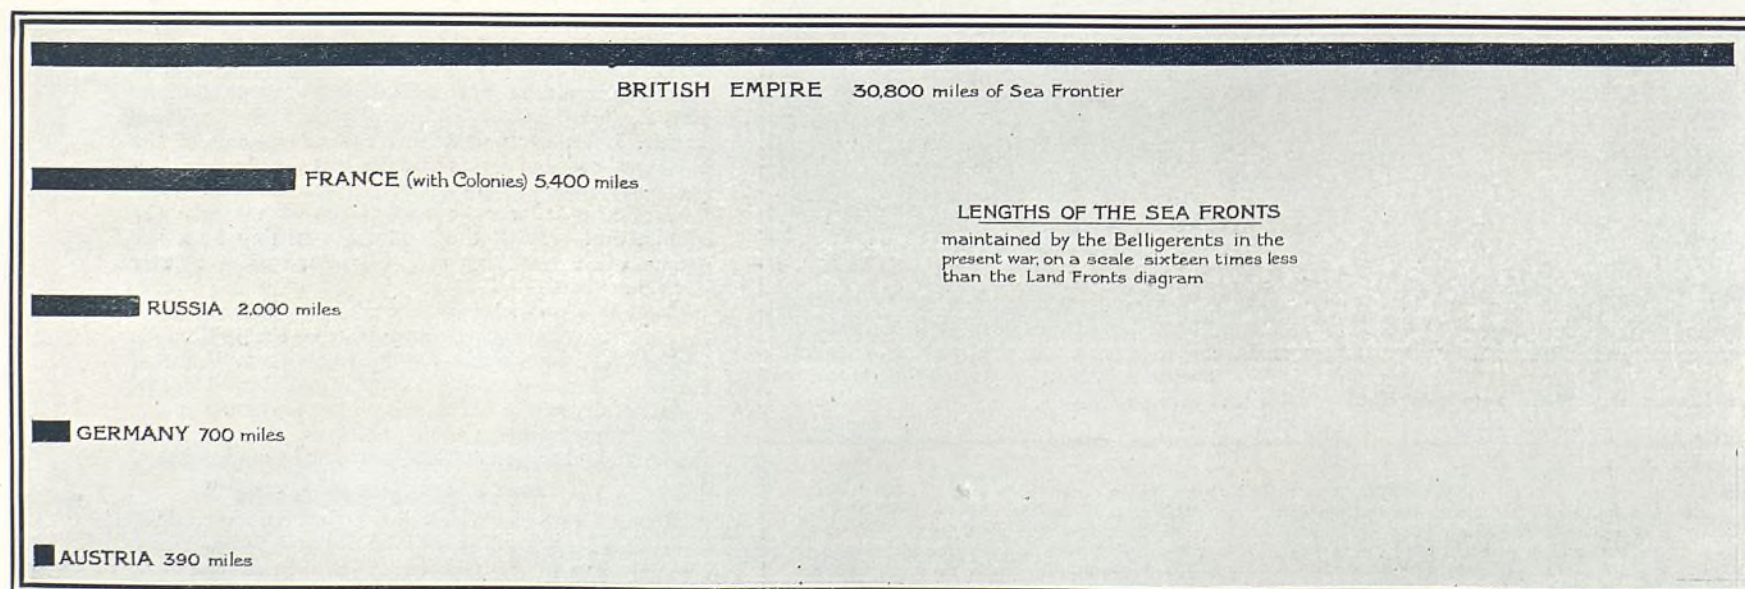 BRITISH EMPIRE 30,800 miles of Sea Frontier
FRANCE (with Colonies) 5,400 miles
LENGTHS OF THE SEA FRONTS
maintained by the Belligerents in the
present war, on a scale sixteen times less
than the Land Fronts diagram
RUSSIA 2,000 miles
GERMANY 700 miles
AUSTRIA 390 miles